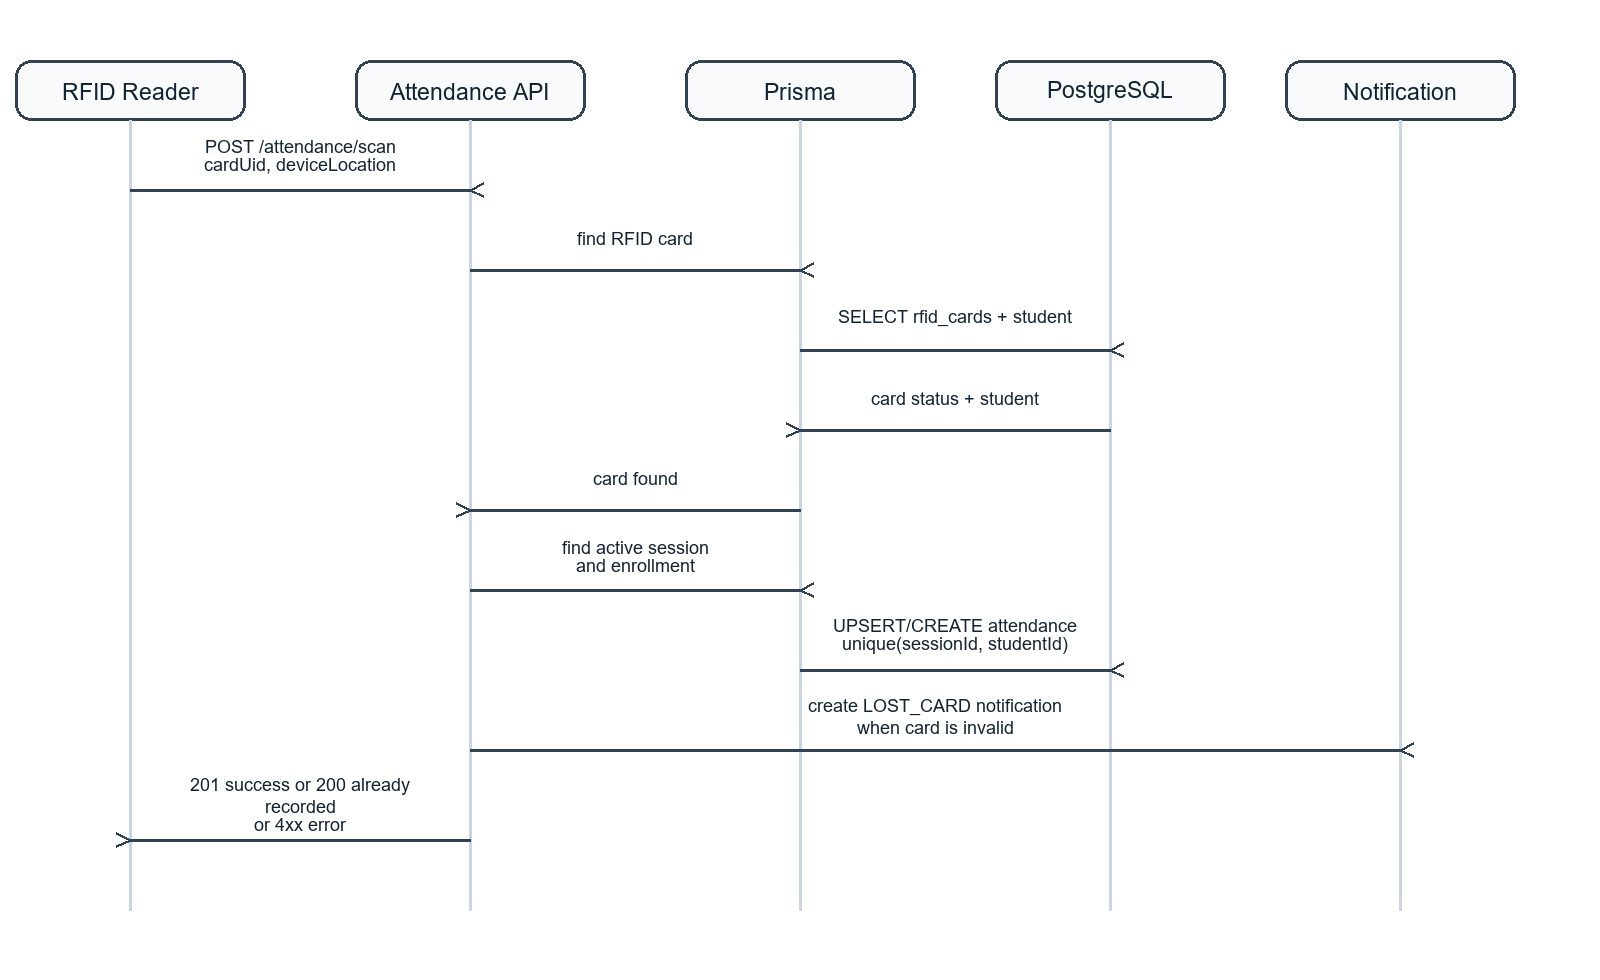 RFID Reader
Attendance API
Prisma
PostgreSQL
Notification
POST /attendance/scan
cardUid, deviceLocation
find RFID card
SELECT rfid_cards + student
card status + student
card found
find active session
and enrollment
UPSERT/CREATE attendance
unique(sessionId, studentId)
create LOST_CARD notification
when card is invalid
201 success or 200 already
recorded
or 4xx error